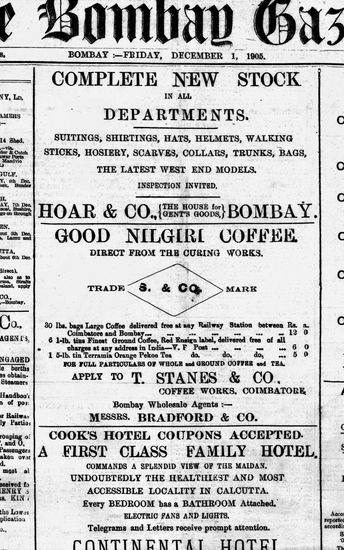 e Bombay Gaz
BOMBAY :—FRIDAY, DECEMBER 1, 1905.
COMPLETE NEW STOCK
IN ALL
DEPARTMENTS.
SUITINGS, SHIRTINGS, HATS, HELMETS, WALKING
STICKS, HOSIERY, SCARVES, COLLARS, TRUNKS, BAGS,
THE LATEST WEST END MODELS.
INSPECTION INVITED.
HOAR & CO., {THE HOUSE for GENT'S GOODS,} BOMBAY.
GOOD NILGIRI COFFEE.
DIRECT FROM THE CURING WORKS.
TRADE S. & CO. MARK
30 lbs. bags Large Coffee delivered free at any Railway Station between Rs. a.
Coimbatore and Bombay... ... ... ... ... ... 12 0
6 1-lb. tins Finest Ground Coffee, Red Ensign label, delivered free of all
charges at any address in India—V. P Post ... ... ... 6 0
1 5-lb tin Terramia Orange Pekoe Tea do. do. do, 5 0
FOR FULL PARTICULARS OF WHOLE and GROUND COFFEE and TEA.
APPLY TO T. STANES & CO.
COFFEE WORKS, COIMBATORE,
Bombay Wholesale Agents :—
MESSRS. BRADFORD & CO.
COOK'S HOTEL COUPONS ACCEPTED.
A FIRST CLASS FAMILY HOTEL.
COMMANDS A SPLENDID VIEW OF THE MAIDAN.
UNDOUBTEDLY THE HEALTHIEST AND MOST
ACCESSIBLE LOCALITY IN CALCUTTA.
Every BEDROOM has a BATHROOM Attached.
ELECTRIC FANS AND LIGHTS.
Telegrams and Letters receive prompt attention.
CONTINENTAL HOTEL